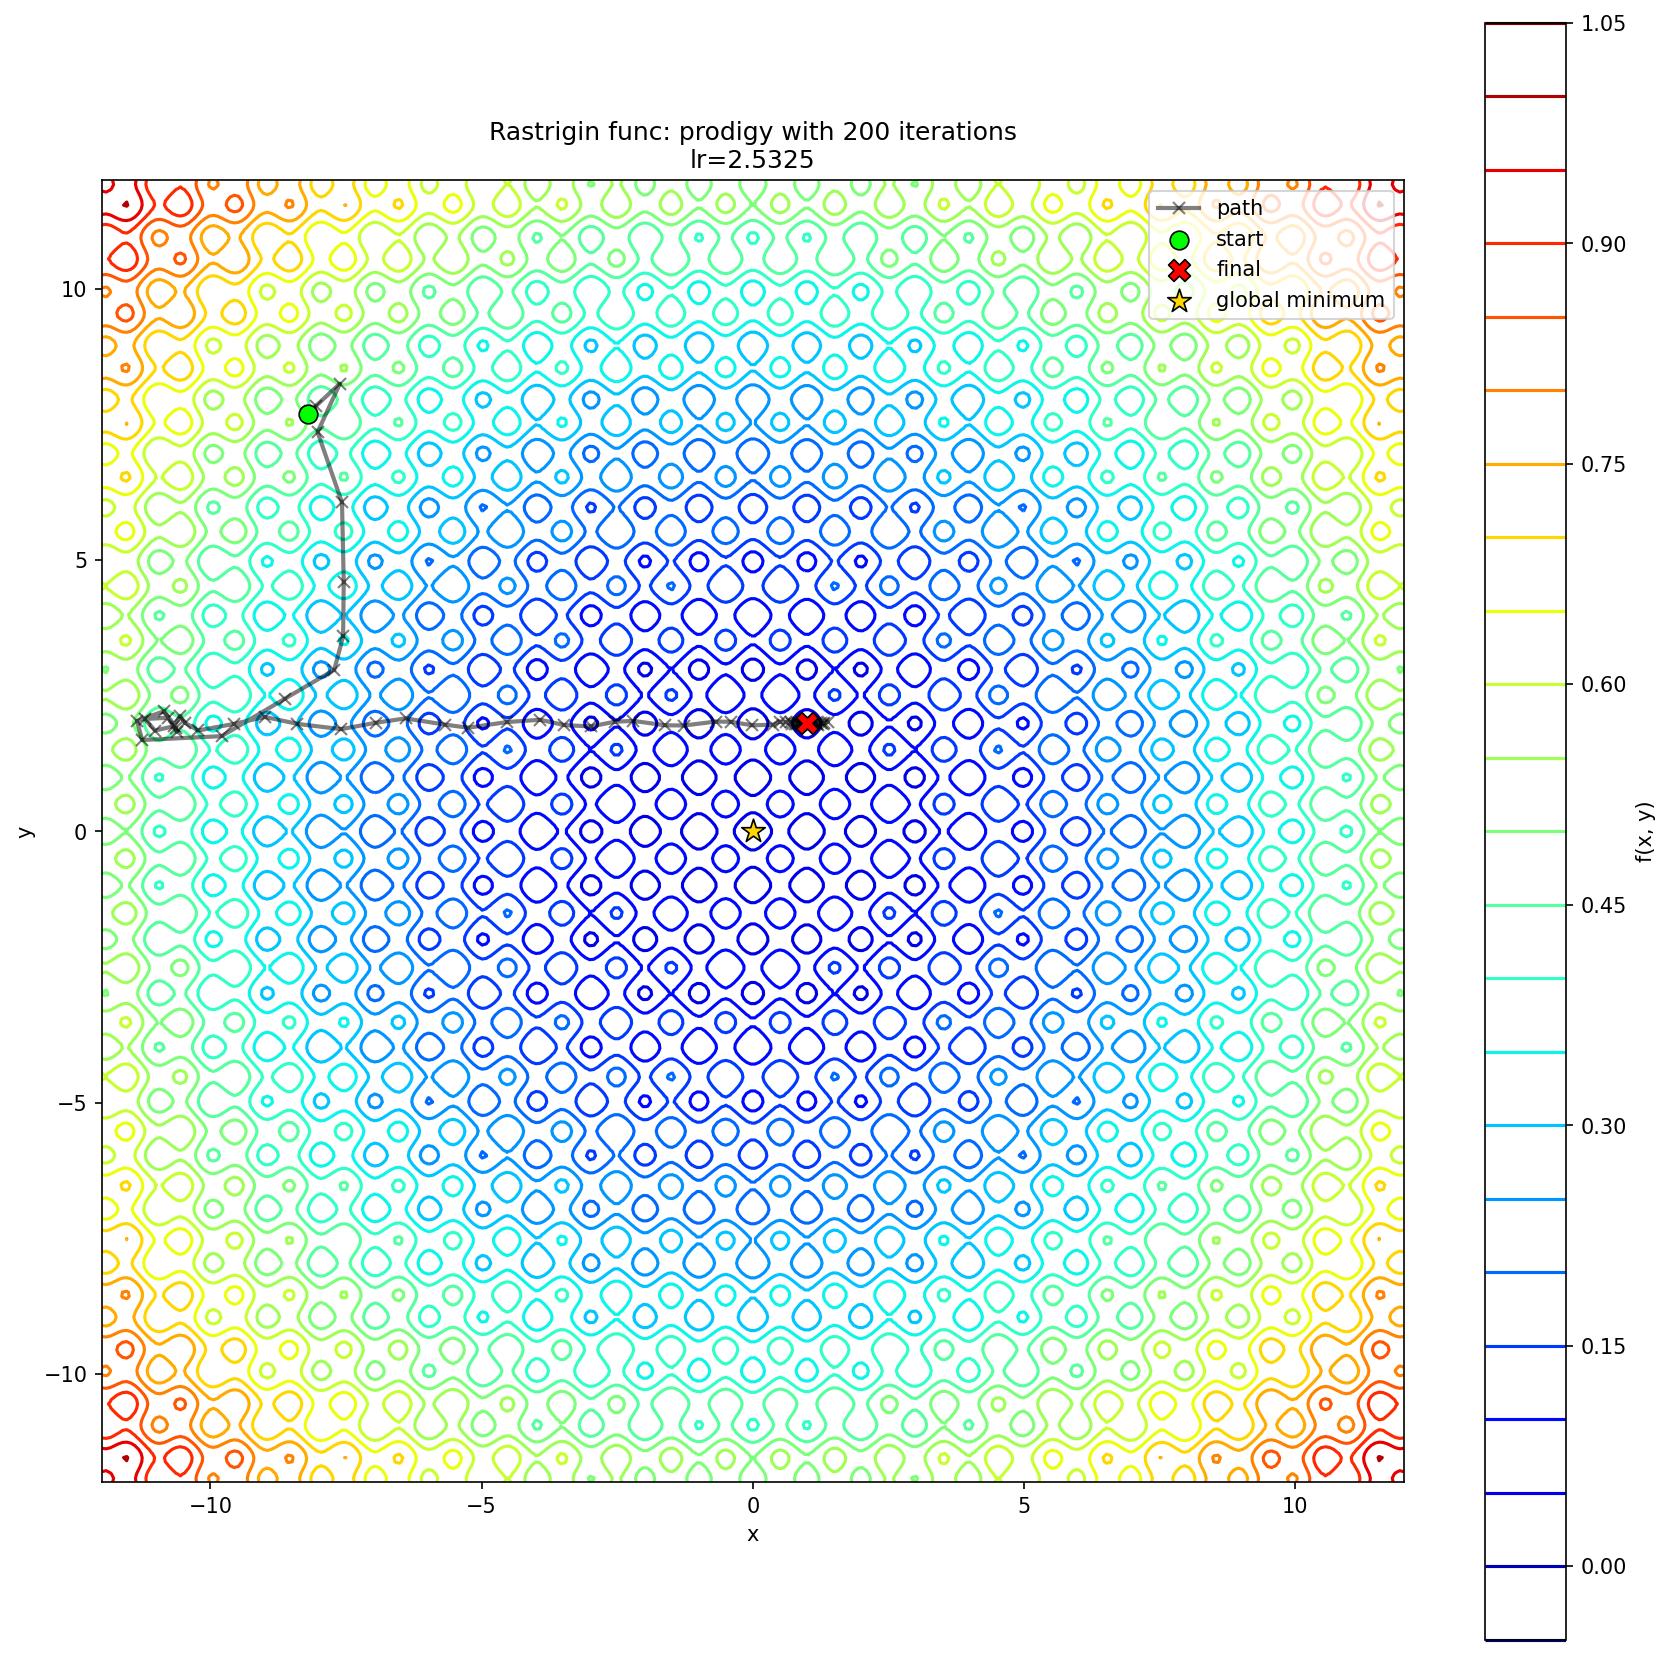 Rastrigin func: prodigy with 200 iterations
lr=2.5325
path
start
final
global minimum
10
5
0
−5
−10
y
−10
−5
0
5
10
x
1.05
0.90
0.75
0.60
0.45
0.30
0.15
0.00
f(x, y)